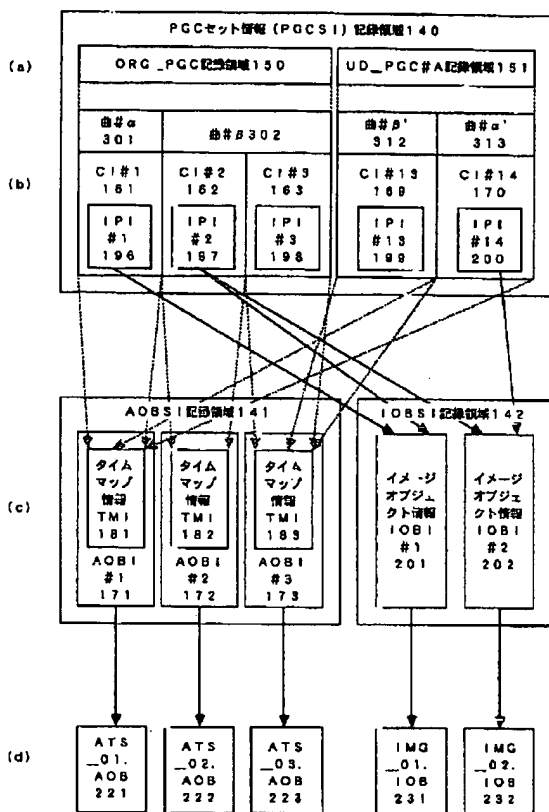 PGCセット情報(PGCSI)記録領域140
(a)
ORG_PGC記録領域150
UD_PGC#A記録領域151
曲#α
301
曲#β302
曲#β'
312
曲#α'
313
(b)
CI#1
161
CI#2
162
CI#3
163
CI#13
169
CI#14
170
IPI
#1
196
IPI
#2
197
IPI
#3
198
IPI
#13
199
IPI
#14
200
AOBSI記録領域141
IOBSI記録領域142
(c)
タイム
マップ
情報
TMI
181
タイム
マップ
情報
TMI
182
タイム
マップ
情報
TMI
183
AOBI
#1
171
AOBI
#2
172
AOBI
#3
173
イメージ
オブジェ
クト情報
IOBI
#1
201
イメージ
オブジェ
クト情報
IOBI
#2
202
(d)
ATS
_01.
AOB
221
ATS
_02.
AOB
222
ATS
_03.
AOB
223
IMG
_01.
IOB
231
IMG
_02.
IOB
232